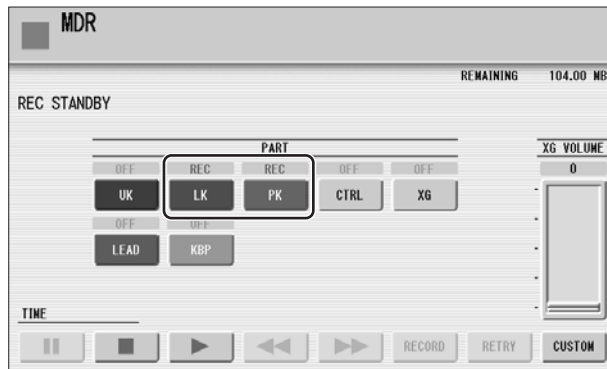 MDR
REMAINING 104.00 MB
REC STANDBY
PART XG VOLUME
OFF REC REC OFF OFF 0
UK LK PK CTRL XG
OFF OFF
LEAD KBP
TIME
RECORD RETRY CUSTOM